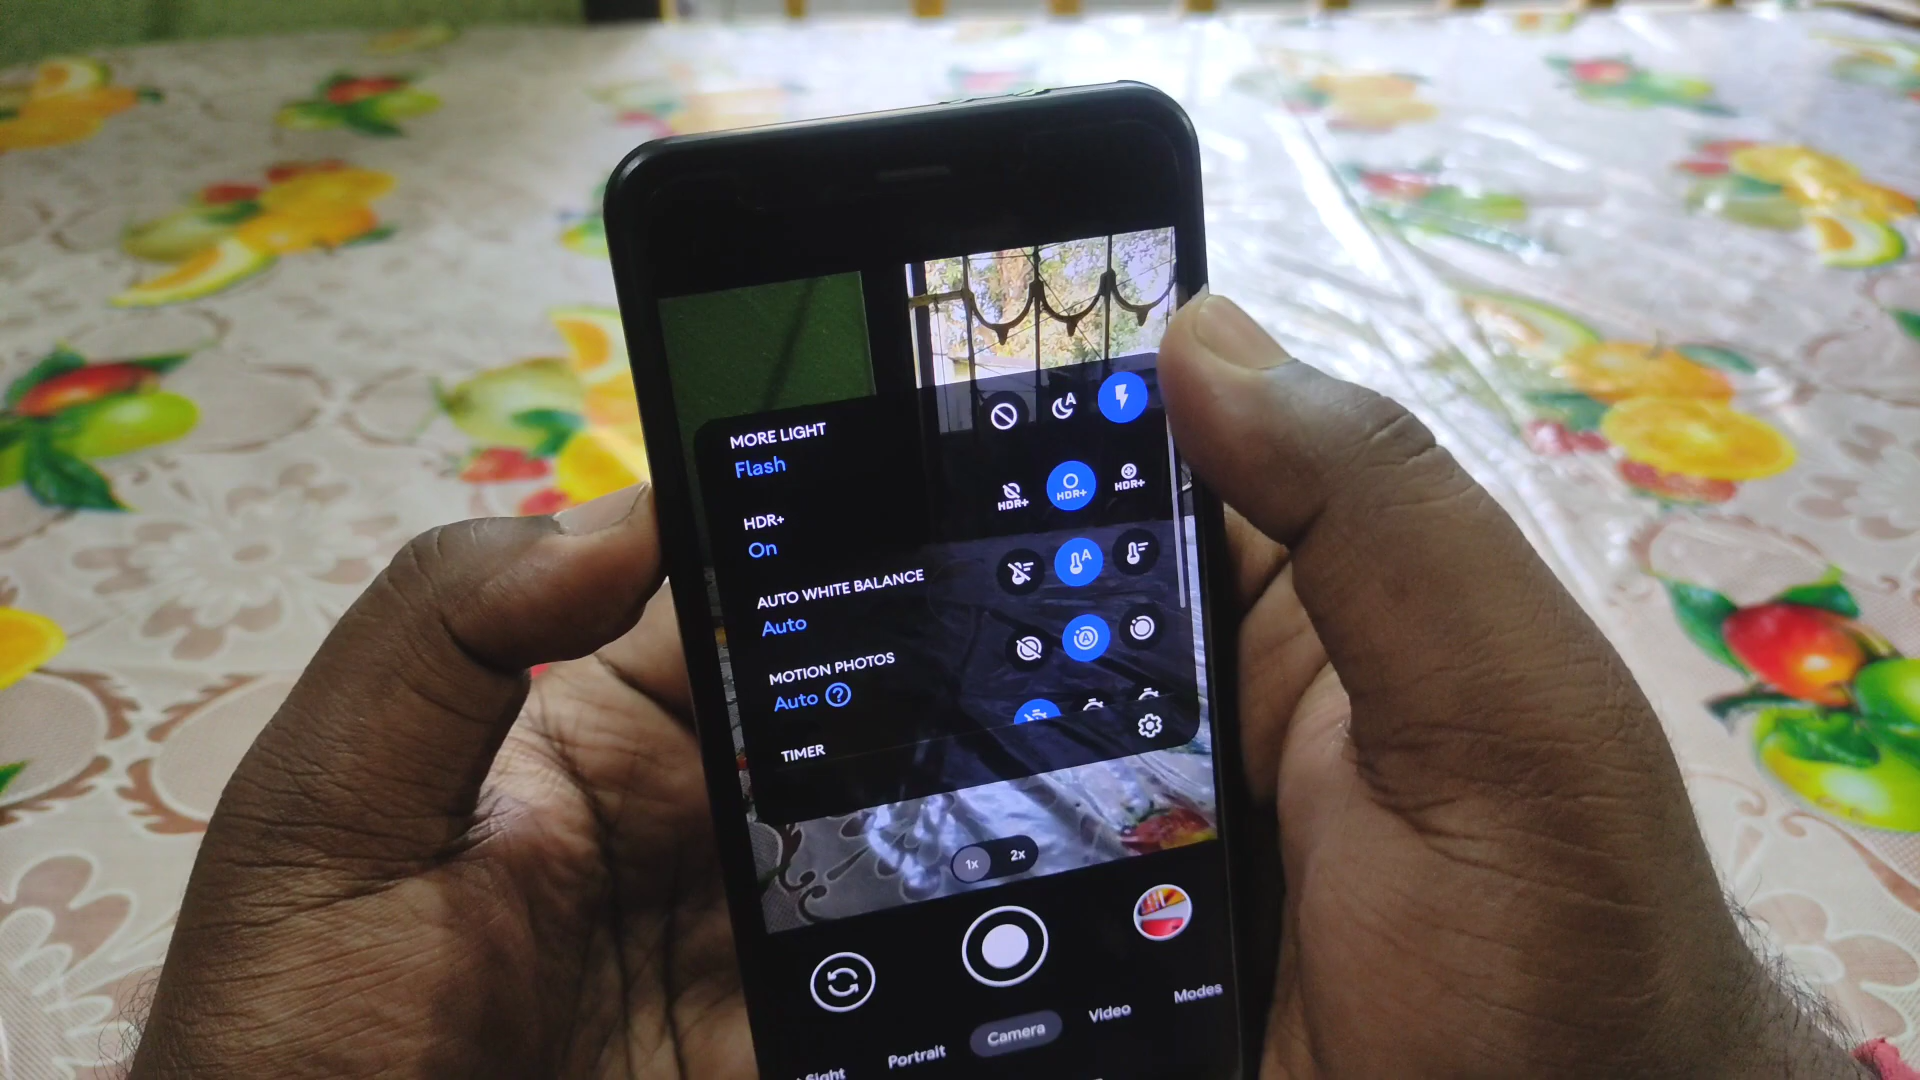 MORE LIGHT
Flash
HDR+
On
HDR+
HDR+
HDR+
AUTO WHITE BALANCE
Auto
A
MOTION PHOTOS
Auto ?
A
TIMER
1x 2x
Sight Portrait Camera Video Modes